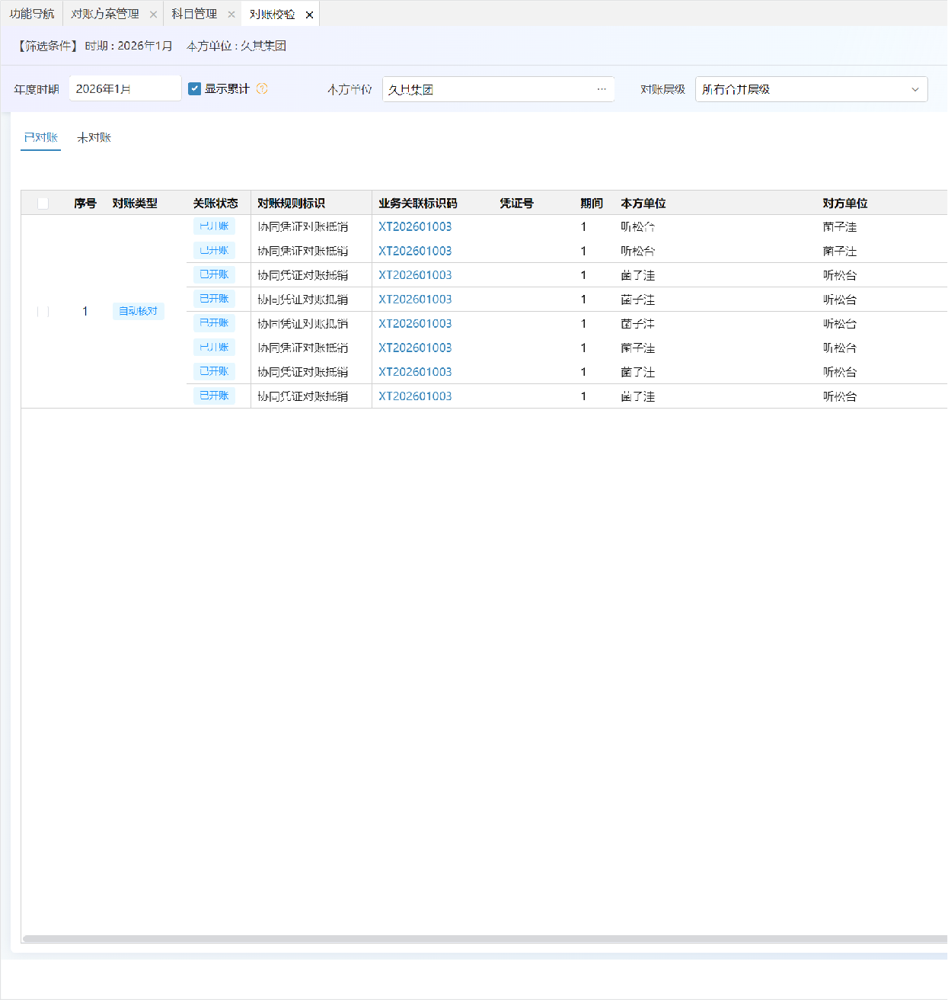 功能导航 对账方案管理 科目管理 对账校验
【筛选条件】 时期 : 2026年1月 本方单位 : 久其集团
年度时期 2026年1月 显示累计 本方单位 久其集团 ... 对账层级 所有合并层级
已对账 未对账
序号 对账类型 关账状态 对账规则标识 业务关联标识码 凭证号 期间 本方单位 对方单位
已开账 协同凭证对账抵销 XT202601003 1 听松台 菌子洼
已开账 协同凭证对账抵销 XT202601003 1 听松台 菌子洼
已开账 协同凭证对账抵销 XT202601003 1 菌子洼 听松台
已开账 协同凭证对账抵销 XT202601003 1 菌子洼 听松台
1 自动核对
已开账 协同凭证对账抵销 XT202601003 1 菌子洼 听松台
已开账 协同凭证对账抵销 XT202601003 1 菌子洼 听松台
已开账 协同凭证对账抵销 XT202601003 1 菌子洼 听松台
已开账 协同凭证对账抵销 XT202601003 1 菌子洼 听松台